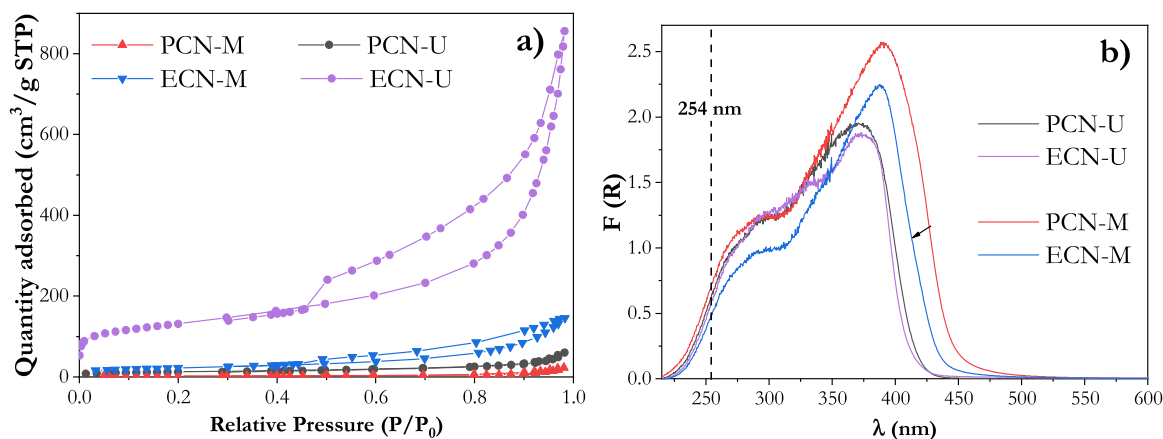 a)
PCN-M PCN-U
ECN-M ECN-U
Quantity adsorbed (cm³/g STP)
800
600
400
200
0
0.0 0.2 0.4 0.6 0.8 1.0
Relative Pressure (P/P₀)
b)
254 nm
PCN-U
ECN-U
PCN-M
ECN-M
F (R)
2.5
2.0
1.5
1.0
0.5
0.0
250 300 350 400 450 500 550 600
λ (nm)